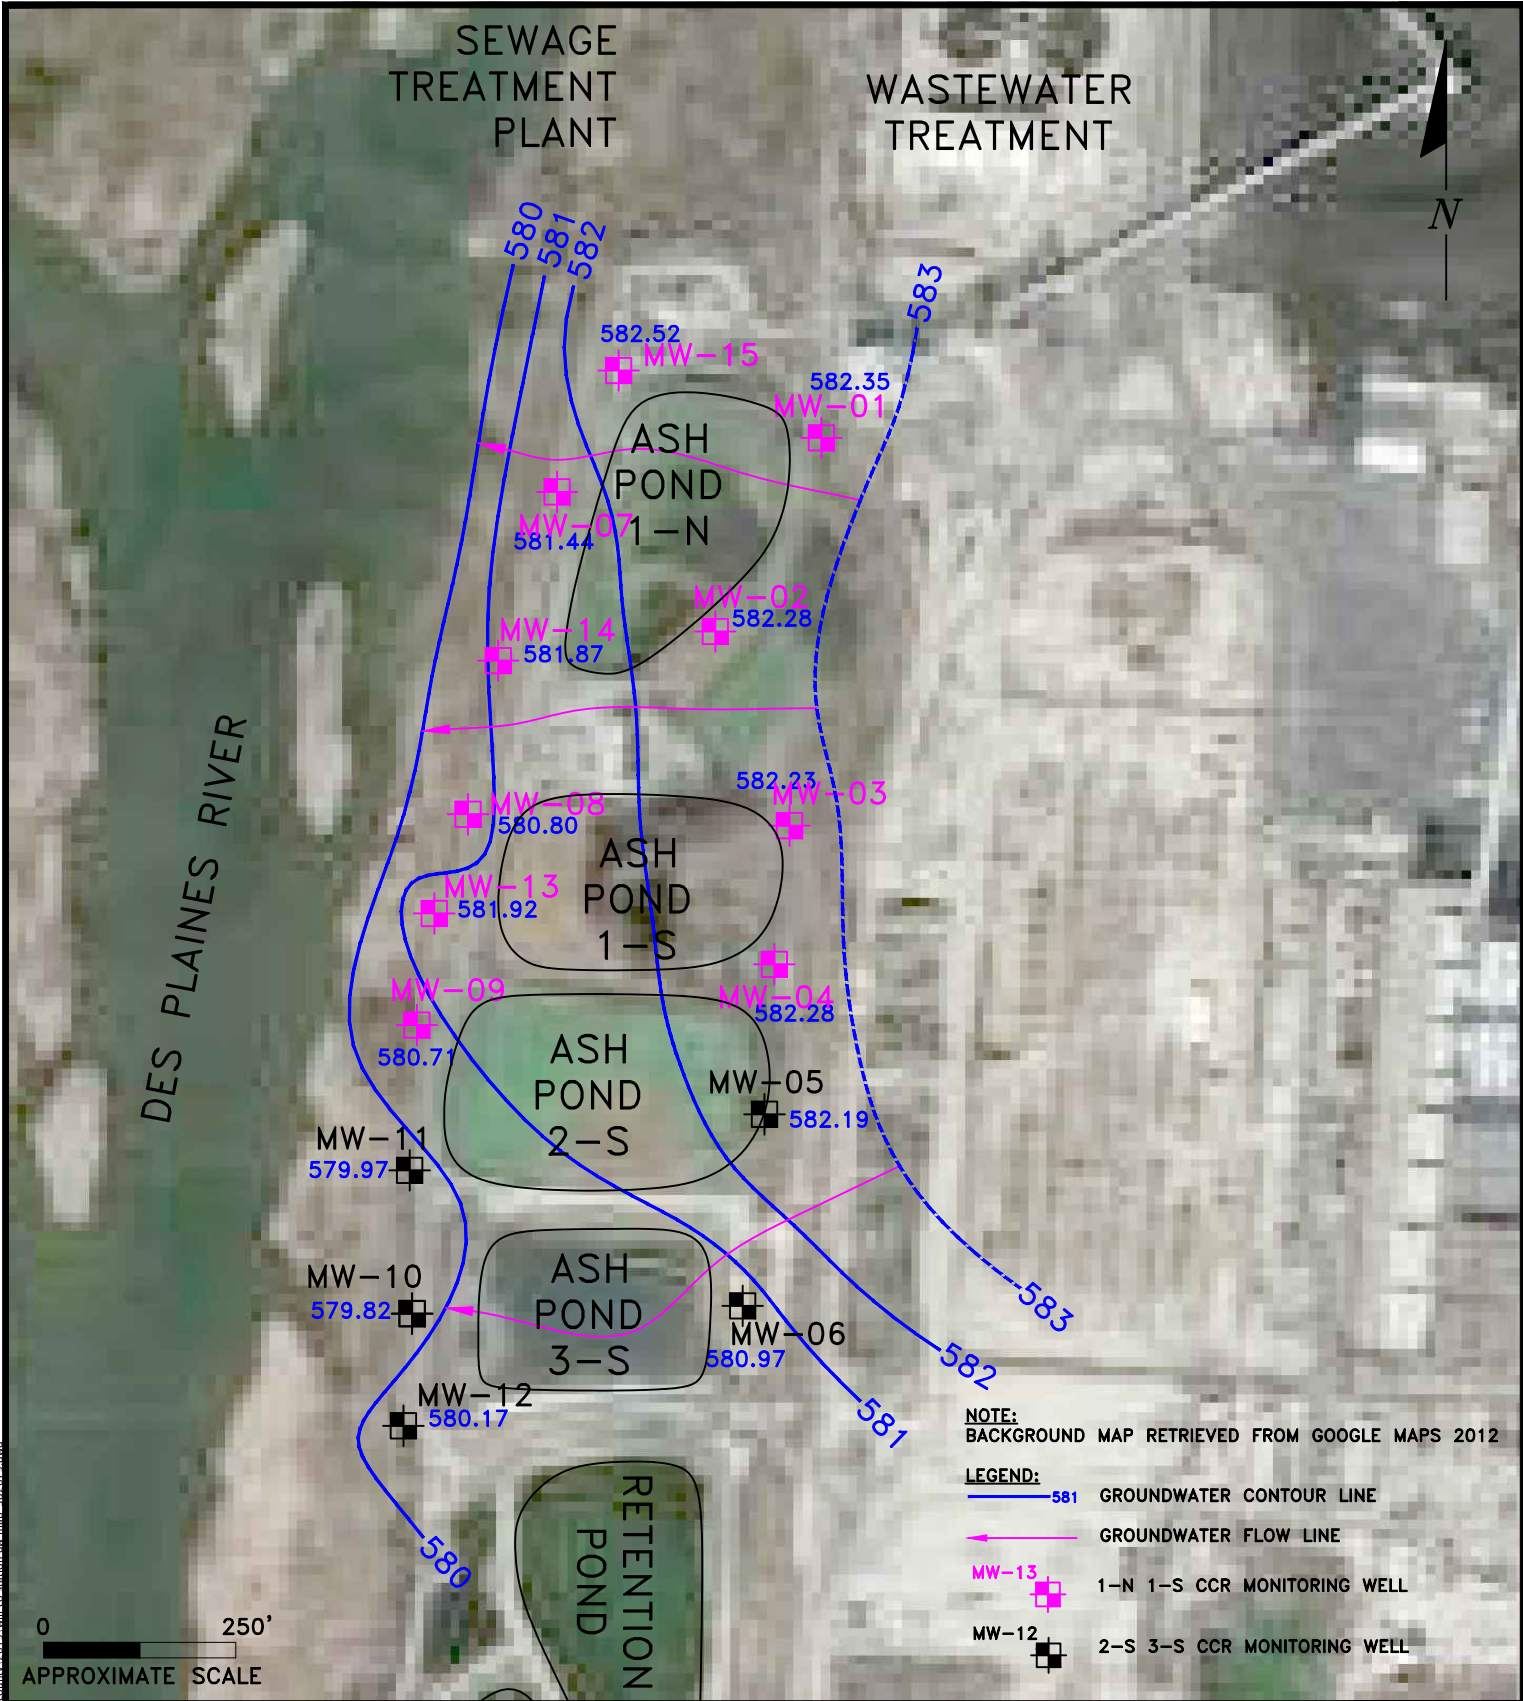 SEWAGE
TREATMENT
PLANT
WASTEWATER
TREATMENT
N
580
581
582
583
582.52
MW-15
582.35
MW-01
ASH
POND
1-N
MW-07
581.44
MW-02
582.28
MW-14
581.87
DES PLAINES RIVER
582.23
MW-03
MW-08
580.80
ASH
POND
1-S
MW-13
581.92
MW-09
580.71
MW-04
582.28
ASH
POND
2-S
MW-05
582.19
MW-11
579.97
MW-10
579.82
ASH
POND
3-S
MW-06
580.97
583
582
581
MW-12
580.17
580
RETENTION
POND
NOTE:
BACKGROUND MAP RETRIEVED FROM GOOGLE MAPS 2012
LEGEND:
581 GROUNDWATER CONTOUR LINE
GROUNDWATER FLOW LINE
MW-13 1-N 1-S CCR MONITORING WELL
MW-12 2-S 3-S CCR MONITORING WELL
0 250'
APPROXIMATE SCALE